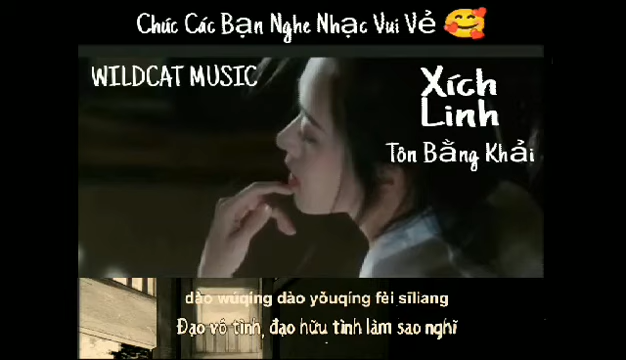 Chúc Các Bạn Nghe Nhạc Vui Vẻ 🥰
WILDCAT MUSIC
Xích
Linh
Tôn Bằng Khải
dào wúqíng dào yǒuqíng fèi sīliang
Đạo vô tình, đạo hữu tình làm sao nghĩ